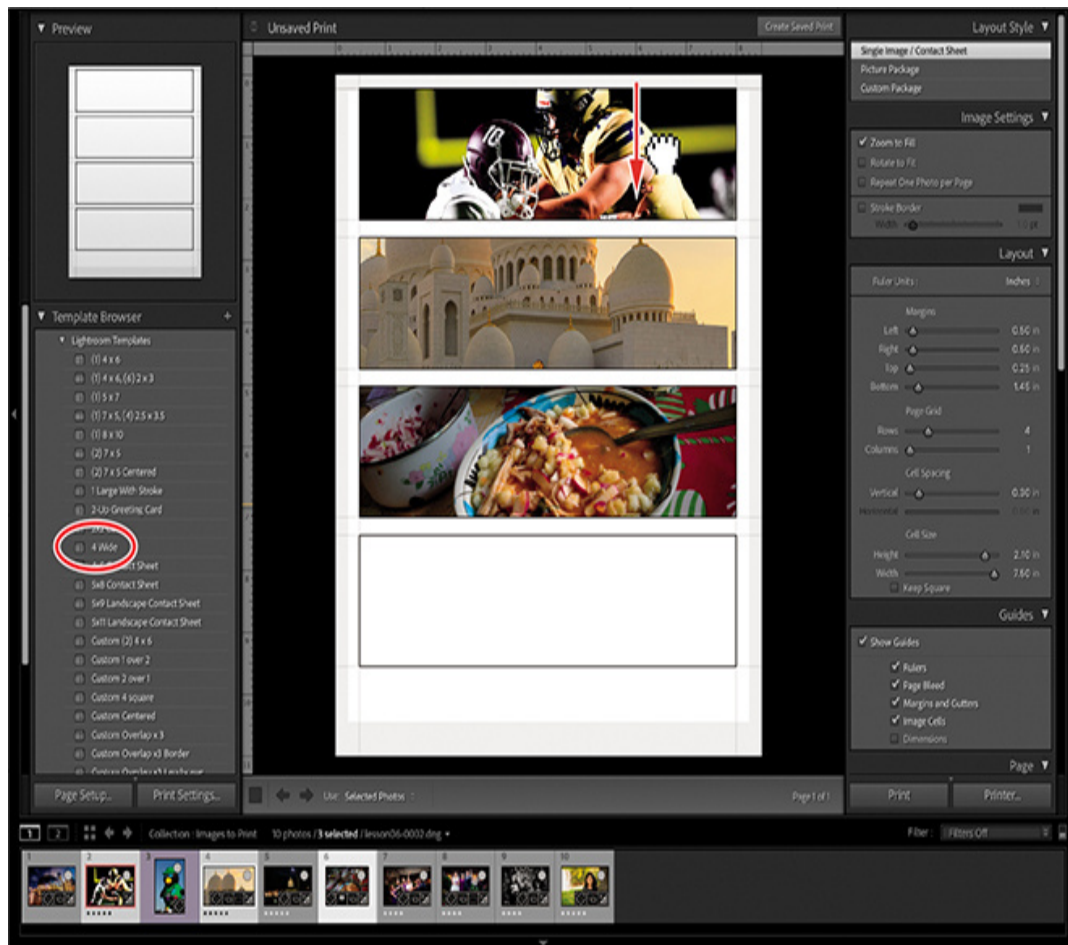 Preview
Template Browser +
Lightroom Templates
(1) 4 x 6
(1) 4 x 6, (6) 2 x 3
(1) 5 x 7
(1) 7 x 5, (4) 2.5 x 3.5
(1) 8 x 10
(2) 7 x 5
(2) 7 x 5 Centered
1 Large With Stroke
2-Up Greeting Card
4 Wide
Contact Sheet
5x8 Contact Sheet
5x9 Landscape Contact Sheet
5x11 Landscape Contact Sheet
Custom (2) 4 x 6
Custom 1 over 2
Custom 2 over 1
Custom 4 square
Custom Centered
Custom Overlap x 3
Custom Overlap x3 Border
Page Setup... Print Settings...
Unsaved Print Create Saved Print
Use: Selected Photos
Page 1 of 1
Layout Style
Single Image / Contact Sheet
Picture Package
Custom Package
Image Settings
Zoom to Fill
Rotate to Fit
Repeat One Photo per Page
Stroke Border
Width 1.0 pt
Layout
Ruler Units: Inches
Margins
Left 0.50 in
Right 0.50 in
Top 0.25 in
Bottom 1.45 in
Page Grid
Rows 4
Columns 1
Cell Spacing
Vertical 0.30 in
Horizontal
Cell Size
Height 2.10 in
Width 7.50 in
Keep Square
Guides
Show Guides
Rulers
Page Bleed
Margins and Gutters
Image Cells
Dimensions
Page
Print Printer...
1 2 Collection : Images to Print 10 photos / 3 selected / lesson06-0002.dng Filter : Filters Off
1 2 3 4 5 6 7 8 9 10